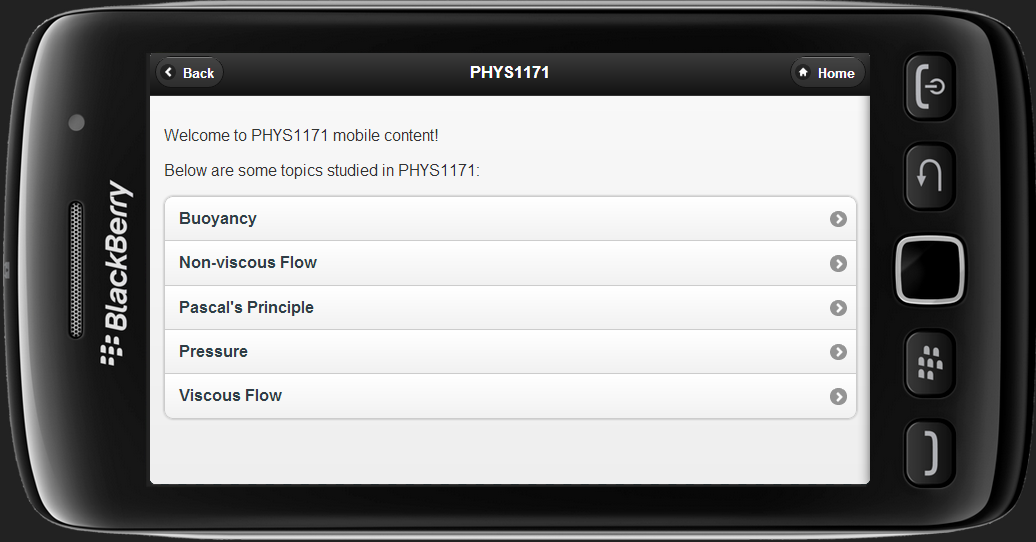 Back
PHYS1171
Home
Welcome to PHYS1171 mobile content!
Below are some topics studied in PHYS1171:
Buoyancy
Non-viscous Flow
Pascal's Principle
Pressure
Viscous Flow
BlackBerry